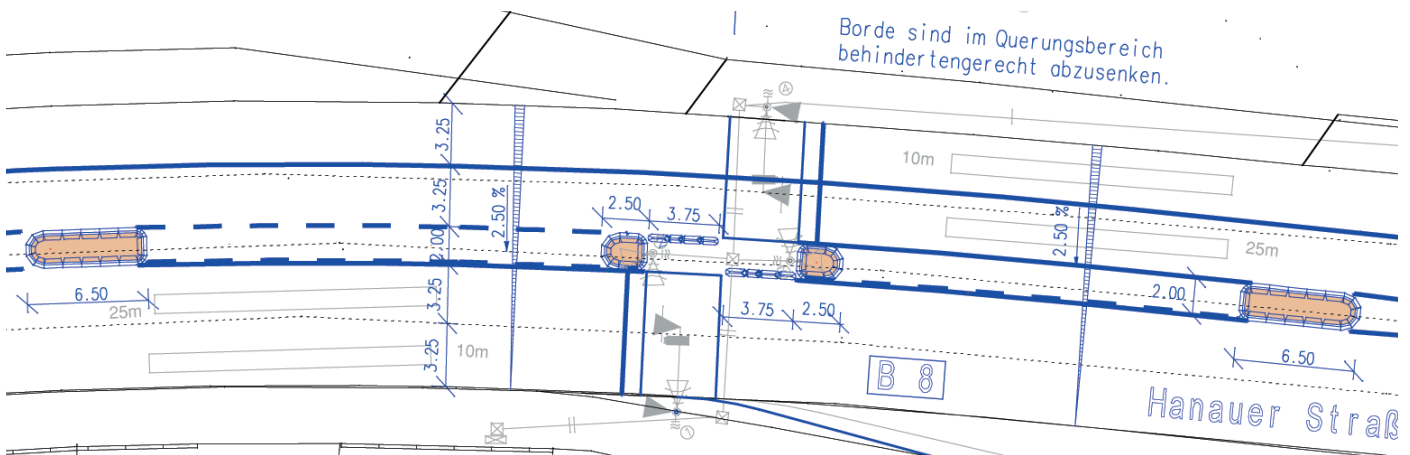 Borde sind im Querungsbereich
behindertengerecht abzusenken.
4
3.25
10m
3.25
2.50 %
2.50
3.75
2.50 %
25m
2.00
6.50
25m
3.25
2.00
3.75
2.50
10m
3.25
6.50
B 8
Hanauer Straß